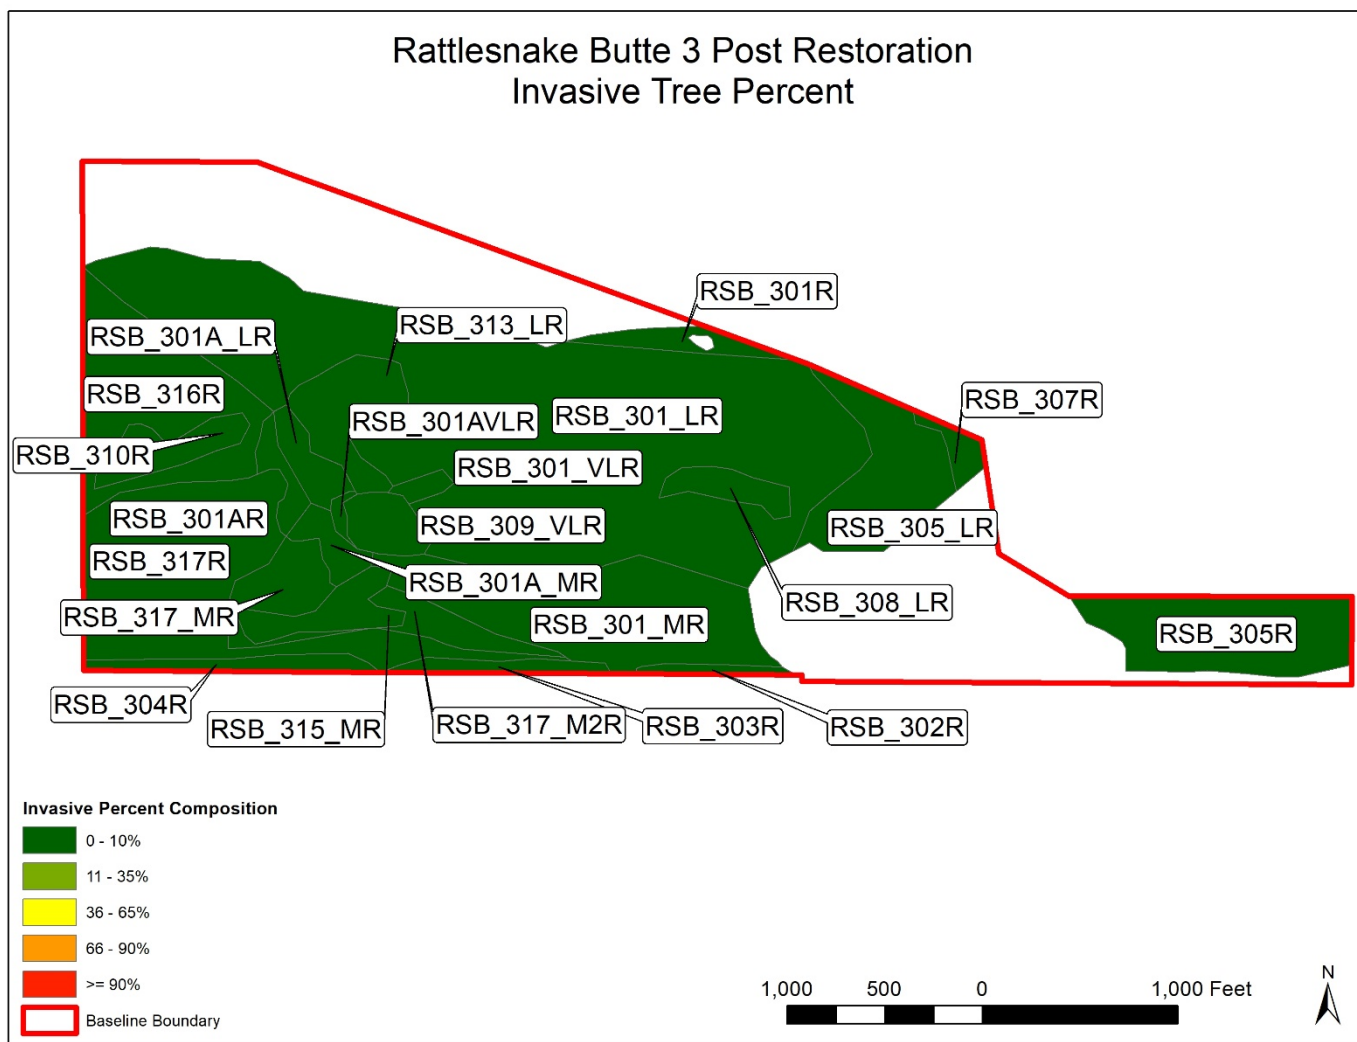 Rattlesnake Butte 3 Post Restoration
Invasive Tree Percent
RSB_301R
RSB_313_LR
RSB_301A_LR
RSB_316R
RSB_307R
RSB_301AVLR
RSB_301_LR
RSB_310R
RSB_301_VLR
RSB_301AR
RSB_309_VLR
RSB_305_LR
RSB_317R
RSB_301A_MR
RSB_308_LR
RSB_317_MR
RSB_301_MR
RSB_305R
RSB_304R
RSB_315_MR
RSB_317_M2R
RSB_303R
RSB_302R
Invasive Percent Composition
0 - 10%
11 - 35%
36 - 65%
66 - 90%
>= 90%
Baseline Boundary
1,000 500 0 1,000 Feet
N